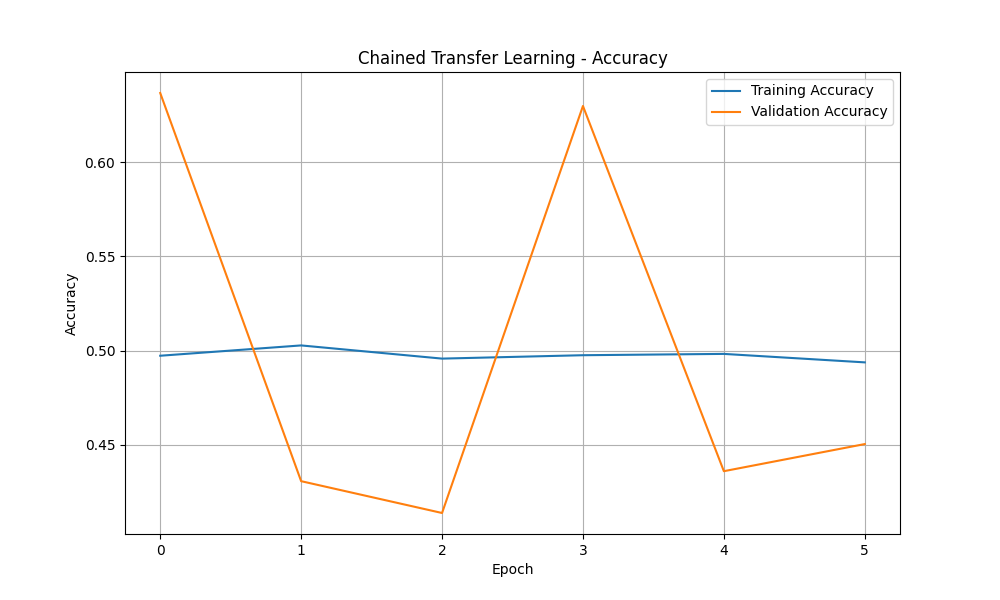 Chained Transfer Learning - Accuracy
Training Accuracy
Validation Accuracy
Accuracy
0.60
0.55
0.50
0.45
0 1 2 3 4 5
Epoch